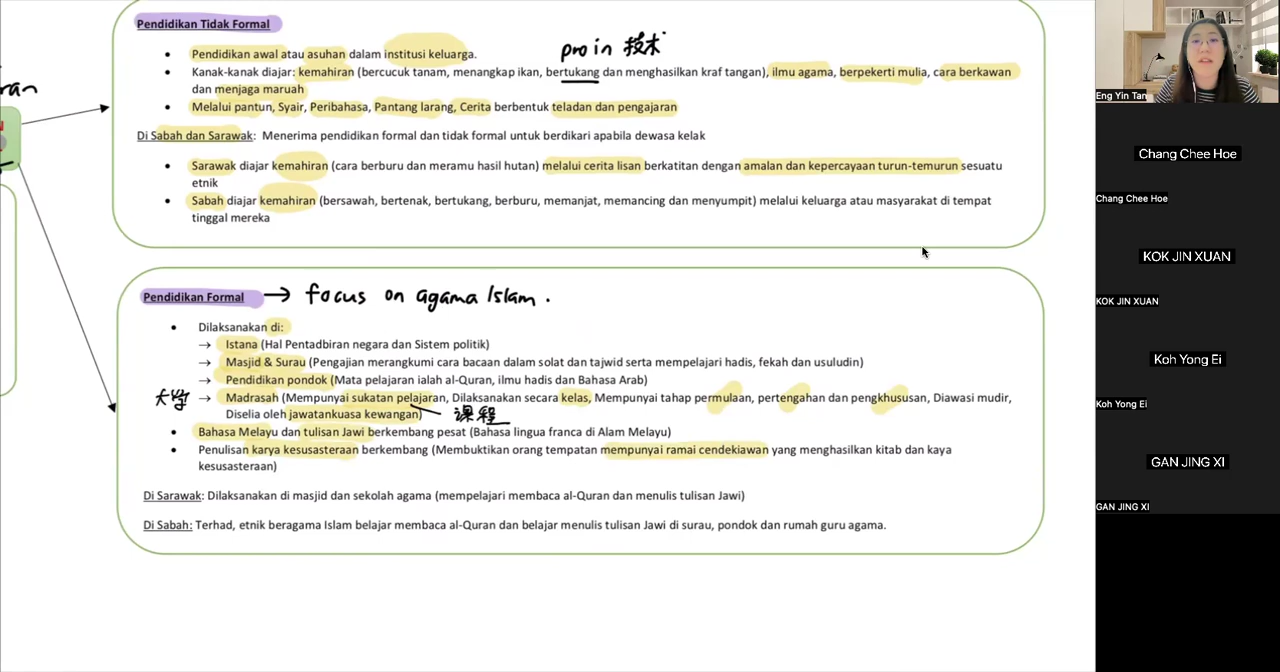 Pendidikan Tidak Formal
pro in 技术
• Pendidikan awal atau asuhan dalam institusi keluarga.
• Kanak-kanak diajar: kemahiran (bercucuk tanam, menangkap ikan, bertukang dan menghasilkan kraf tangan), ilmu agama, berpekerti mulia, cara berkawan
dan menjaga maruah
• Melalui pantun, Syair, Peribahasa, Pantang larang, Cerita berbentuk teladan dan pengajaran
Di Sabah dan Sarawak: Menerima pendidikan formal dan tidak formal untuk berdikari apabila dewasa kelak
• Sarawak diajar kemahiran (cara berburu dan meramu hasil hutan) melalui cerita lisan berkatitan dengan amalan dan kepercayaan turun-temurun sesuatu
etnik
• Sabah diajar kemahiran (bersawah, bertenak, bertukang, berburu, memanjat, memancing dan menyumpit) melalui keluarga atau masyarakat di tempat
tinggal mereka
Pendidikan Formal → focus on agama Islam.
• Dilaksanakan di:
→ Istana (Hal Pentadbiran negara dan Sistem politik)
→ Masjid & Surau (Pengajian merangkumi cara bacaan dalam solat dan tajwid serta mempelajari hadis, fekah dan usuludin)
→ Pendidikan pondok (Mata pelajaran ialah al-Quran, ilmu hadis dan Bahasa Arab)
大学 → Madrasah (Mempunyai sukatan pelajaran, Dilaksanakan secara kelas, Mempunyai tahap permulaan, pertengahan dan pengkhususan, Diawasi mudir,
Diselia oleh jawatankuasa kewangan) 课程
• Bahasa Melayu dan tulisan Jawi berkembang pesat (Bahasa lingua franca di Alam Melayu)
• Penulisan karya kesusasteraan berkembang (Membuktikan orang tempatan mempunyai ramai cendekiawan yang menghasilkan kitab dan kaya
kesusasteraan)
Di Sarawak: Dilaksanakan di masjid dan sekolah agama (mempelajari membaca al-Quran dan menulis tulisan Jawi)
Di Sabah: Terhad, etnik beragama Islam belajar membaca al-Quran dan belajar menulis tulisan Jawi di surau, pondok dan rumah guru agama.
Eng Yin Tan
Chang Chee Hoe
Chang Chee Hoe
KOK JIN XUAN
KOK JIN XUAN
Koh Yong Ei
Koh Yong Ei
GAN JING XI
GAN JING XI